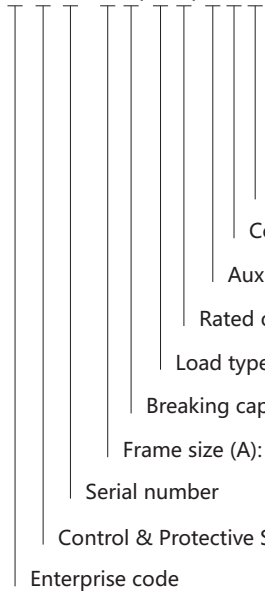 Co
Aux
Rated c
Load type
Breaking cap
Frame size (A):
Serial number
Control & Protective S
Enterprise code